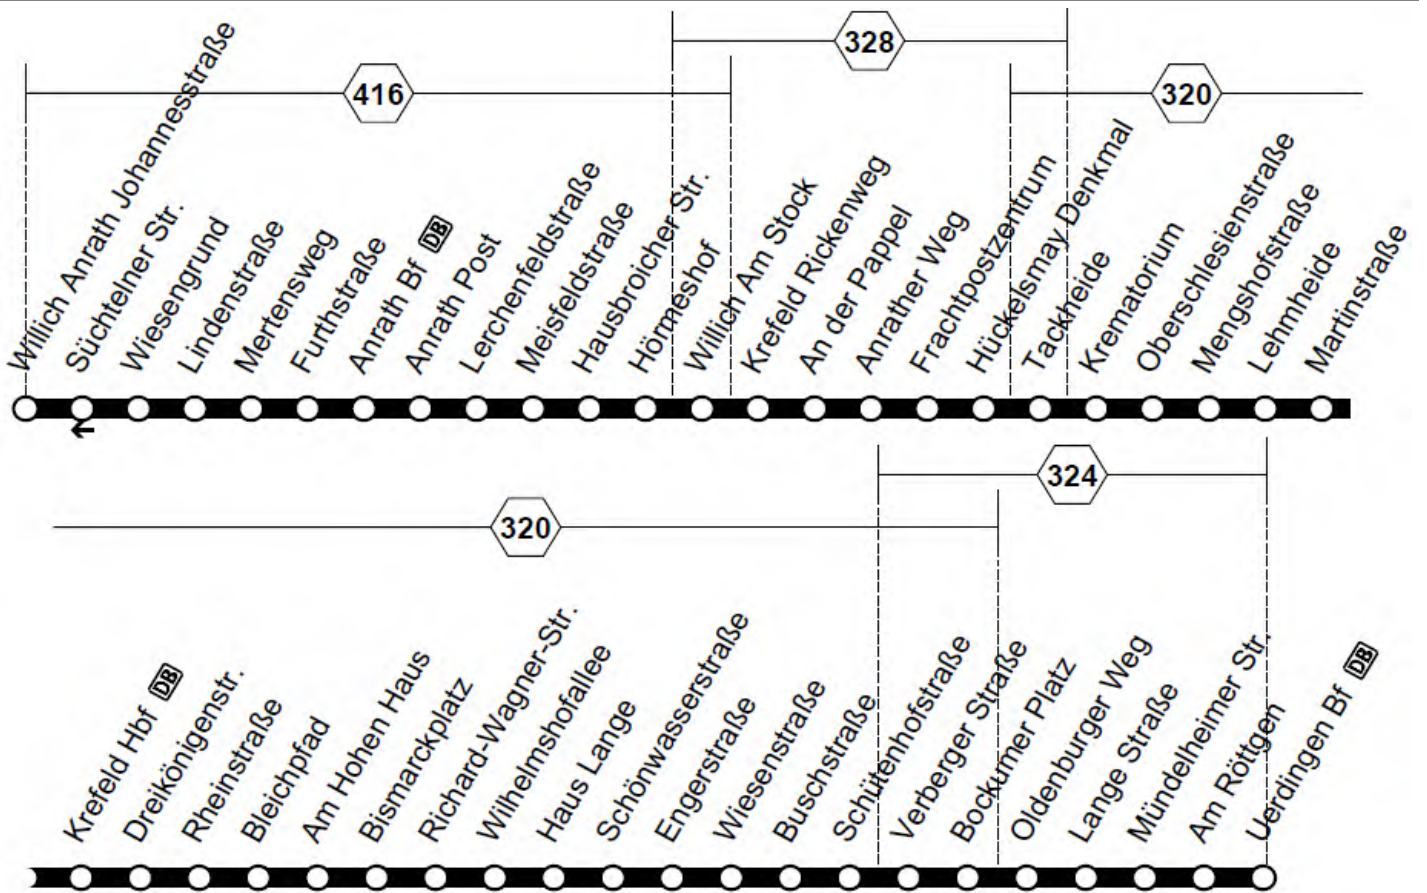 328
416
320
Willich Anrath Johannesstraße
Süchtelner Str.
Wiesengrund
Lindenstraße
Mertensweg
Furthstraße
Anrath Bf DB
Anrath Post
Lerchenfeldstraße
Meisfeldstraße
Hausbroicher Str.
Hörmeshof
Willich Am Stock
Krefeld Rickenweg
An der Pappel
Anrather Weg
Frachtpostzentrum
Hückelsmay Denkmal
Tackheide
Krematorium
Oberschlesienstraße
Mengshofstraße
Lehmheide
Martinstraße
324
320
Krefeld Hbf DB
Dreikönigenstr.
Rheinstraße
Bleichpfad
Am Hohen Haus
Bismarckplatz
Richard-Wagner-Str.
Wilhelmshofallee
Haus Lange
Schönwasserstraße
Engerstraße
Wiesenstraße
Buschstraße
Schütenhofstraße
Verberger Straße
Bockumer Platz
Oldenburger Weg
Lange Straße
Mündelheimer Str.
Am Röttgen
Uerdingen Bf DB